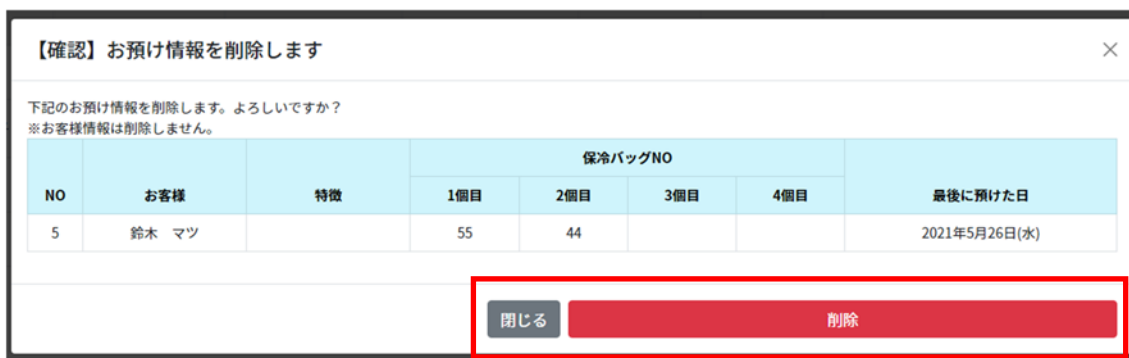 【確認】お預け情報を削除します
下記のお預け情報を削除します。よろしいですか？
※お客様情報は削除しません。
保冷バッグNO
NO お客様 特徴 1個目 2個目 3個目 4個目 最後に預けた日
5 鈴木　マツ 55 44 2021年5月26日(水)
閉じる 削除